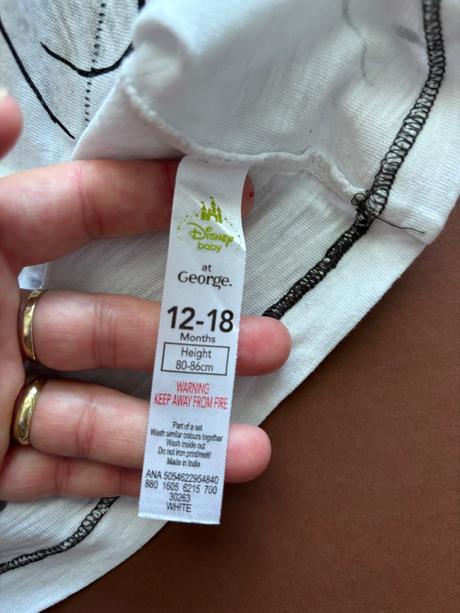 Disney
baby
at
George.
12-18
Months
Height
80-86cm
WARNING
KEEP AWAY FROM FIRE
Part of a set
Wash similar colours together
Wash inside out
Do not iron print/motif
Made in India
ANA 5054622954840
880 1605 6215 700
30263
WHITE